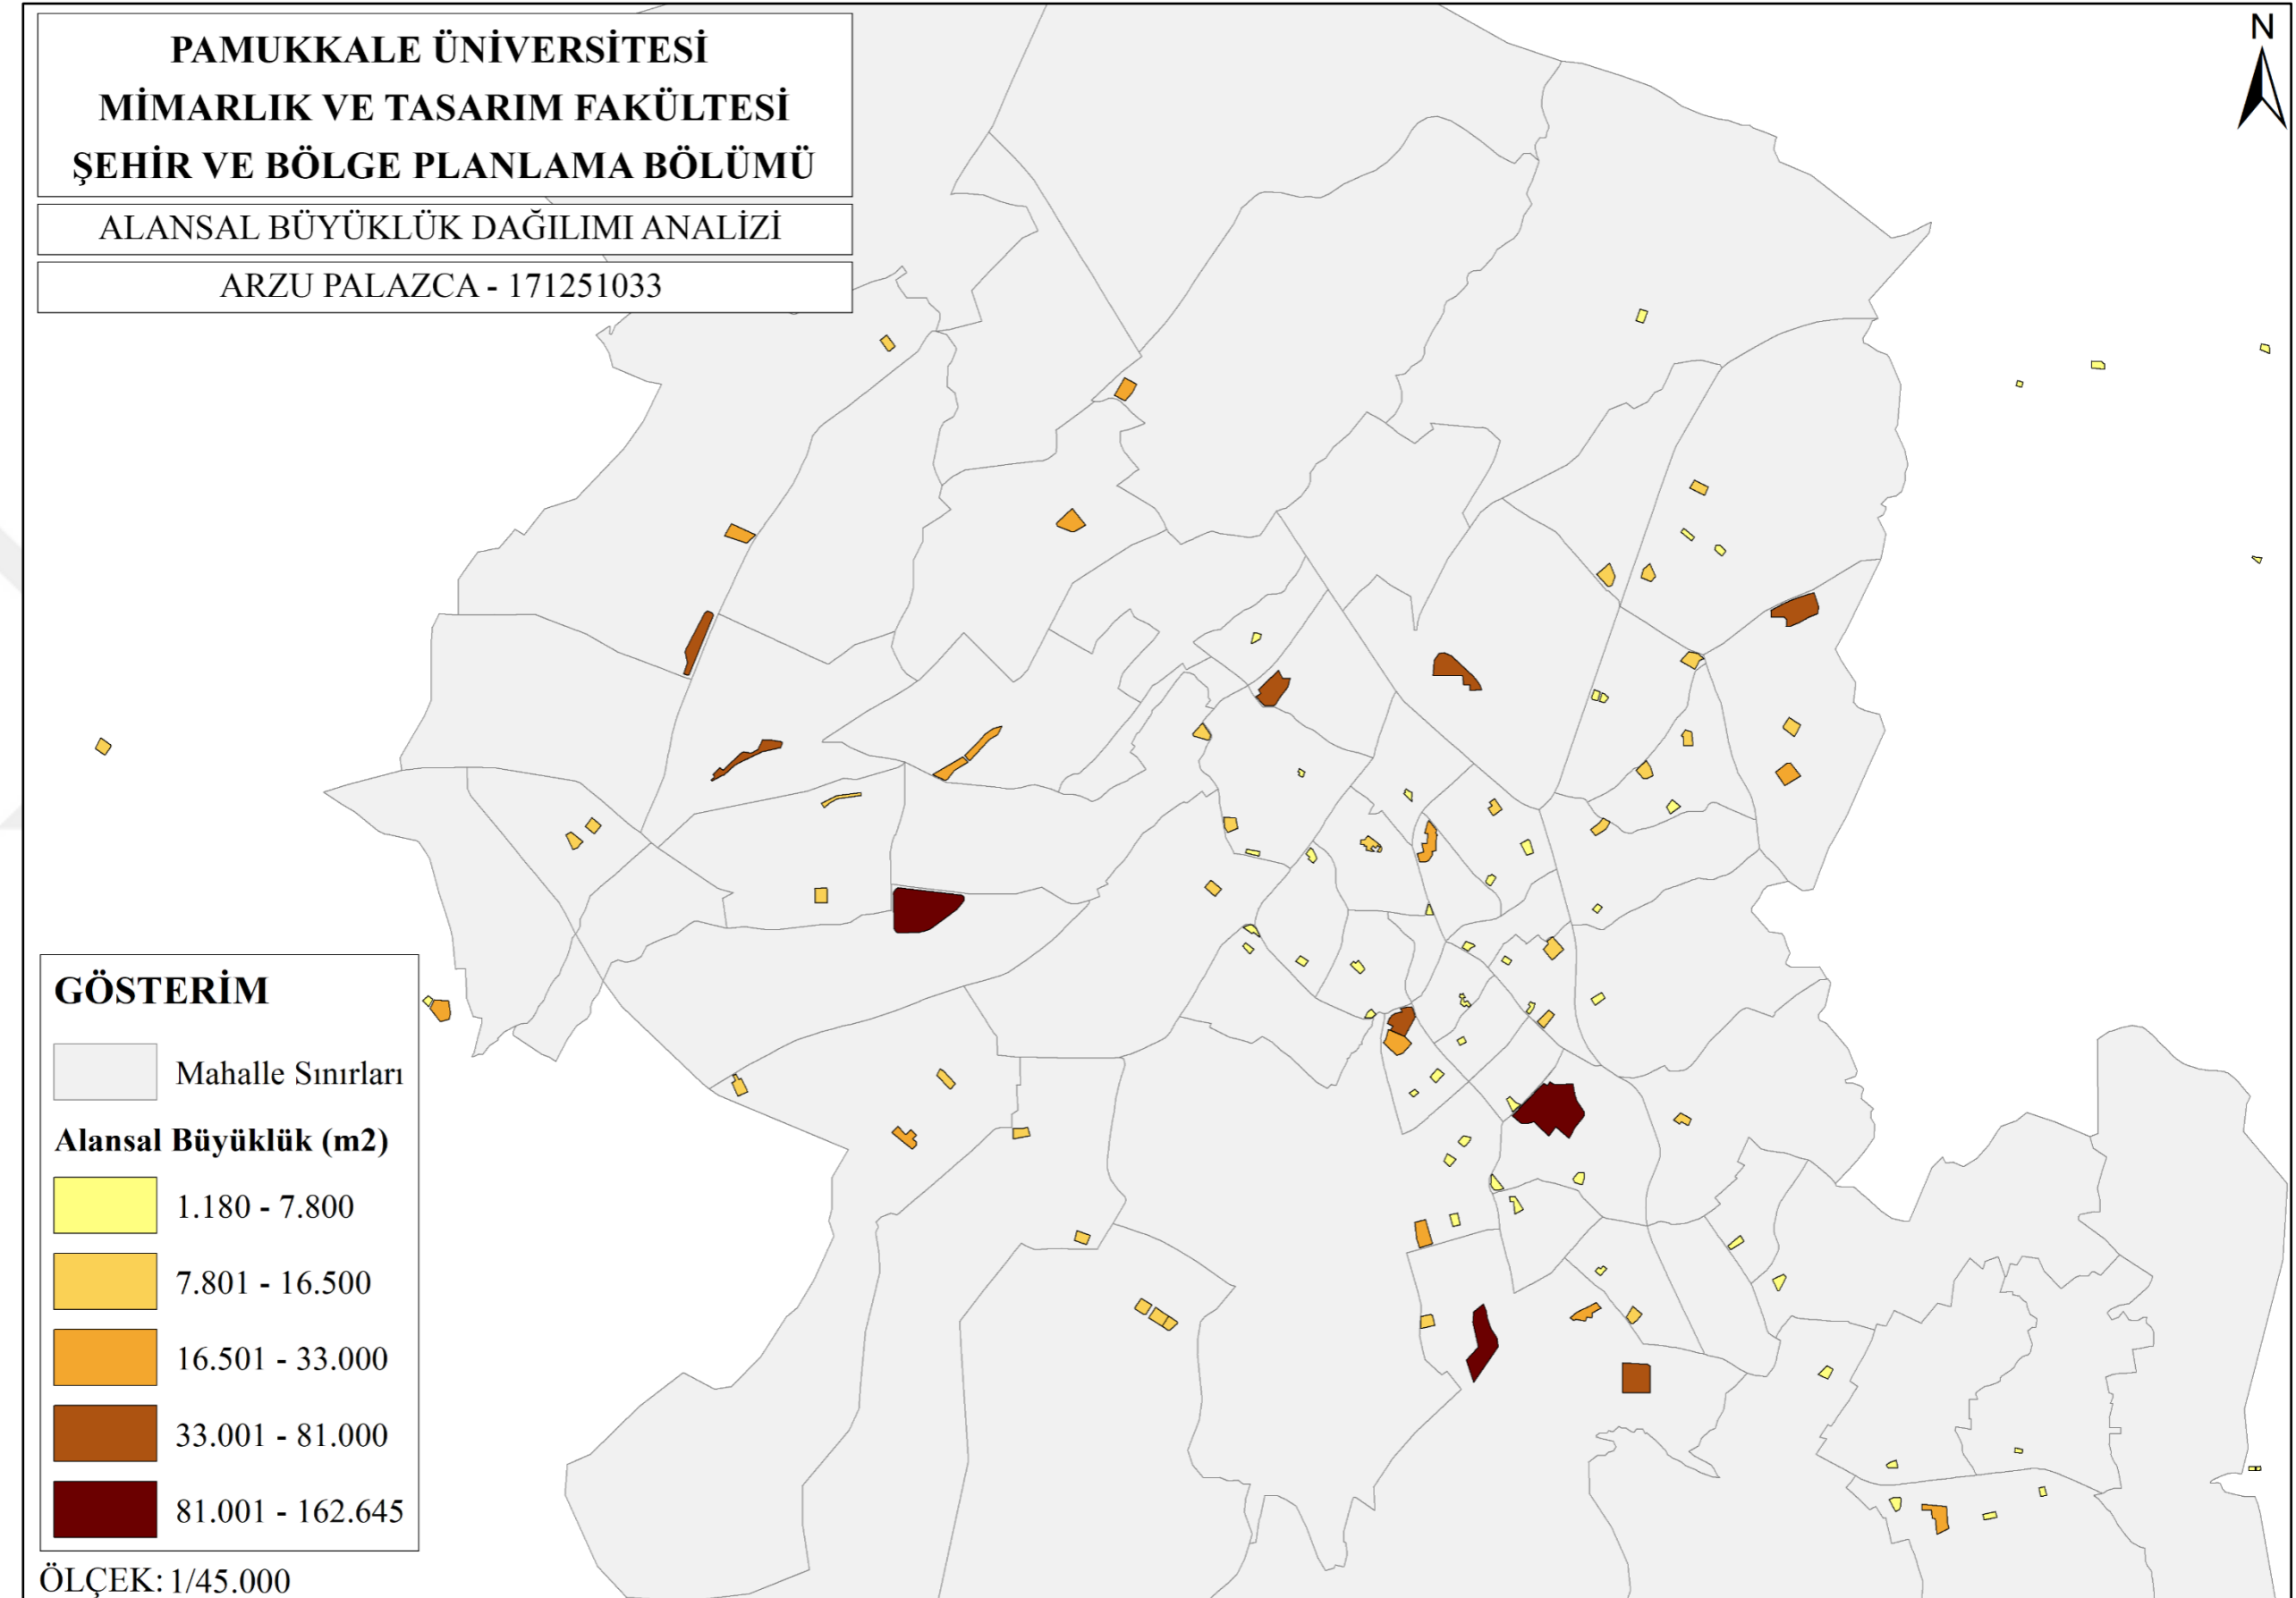 PAMUKKALE ÜNİVERSİTESİ
MİMARLIK VE TASARIM FAKÜLTESİ
ŞEHİR VE BÖLGE PLANLAMA BÖLÜMÜ
ALANSAL BÜYÜKLÜK DAĞILIMI ANALİZİ
ARZU PALAZCA - 171251033
N
GÖSTERİM
Mahalle Sınırları
Alansal Büyüklük (m2)
1.180 - 7.800
7.801 - 16.500
16.501 - 33.000
33.001 - 81.000
81.001 - 162.645
ÖLÇEK: 1/45.000